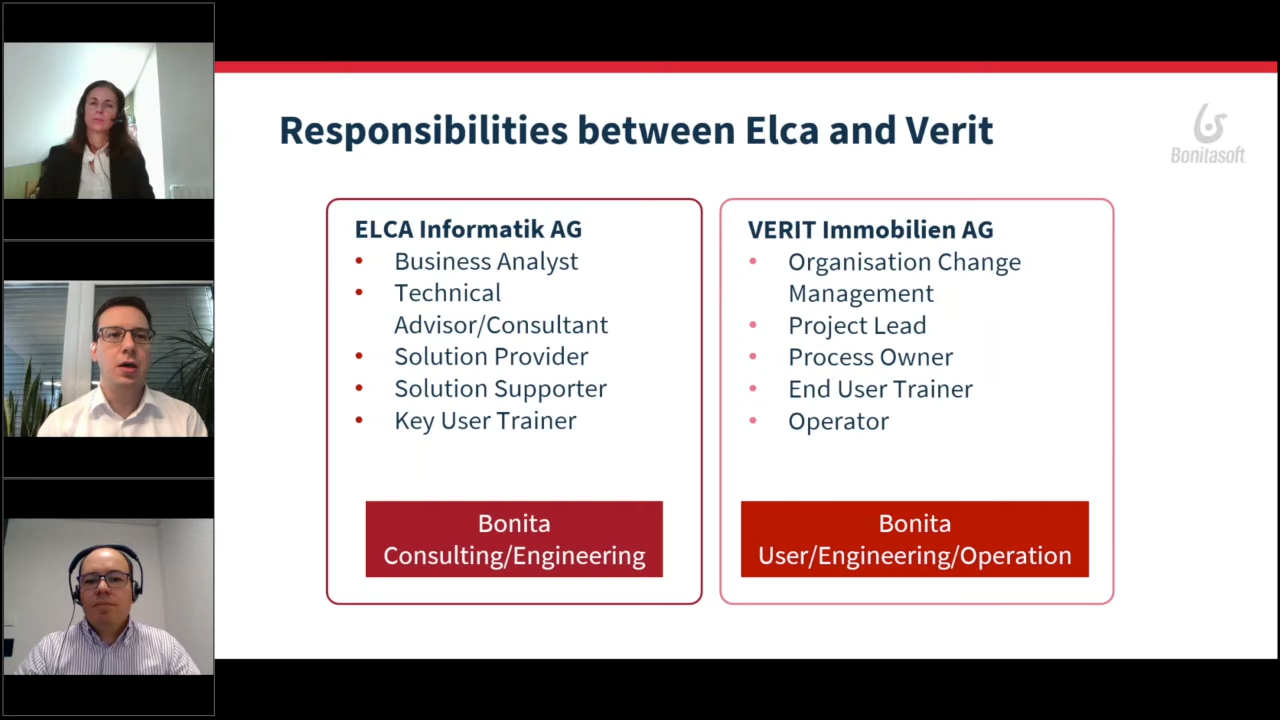 Responsibilities between Elca and Verit
Bonitasoft
ELCA Informatik AG
• Business Analyst
• Technical
Advisor/Consultant
• Solution Provider
• Solution Supporter
• Key User Trainer
Bonita
Consulting/Engineering
VERIT Immobilien AG
• Organisation Change
Management
• Project Lead
• Process Owner
• End User Trainer
• Operator
Bonita
User/Engineering/Operation